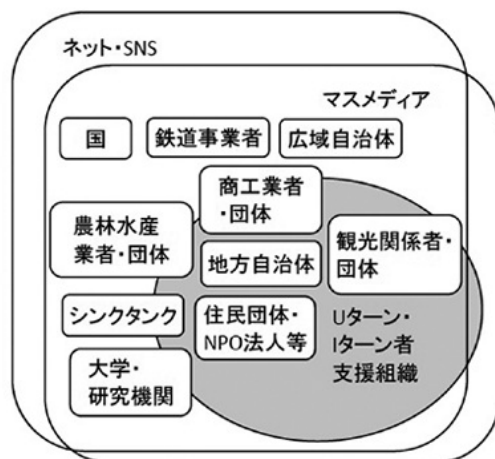 ネット・SNS
マスメディア
国
鉄道事業者
広域自治体
商工業者
・団体
農林水産
業者・団体
地方自治体
観光関係者・
団体
シンクタンク
住民団体・
NPO法人等
Uターン・
Iターン者
支援組織
大学・
研究機関